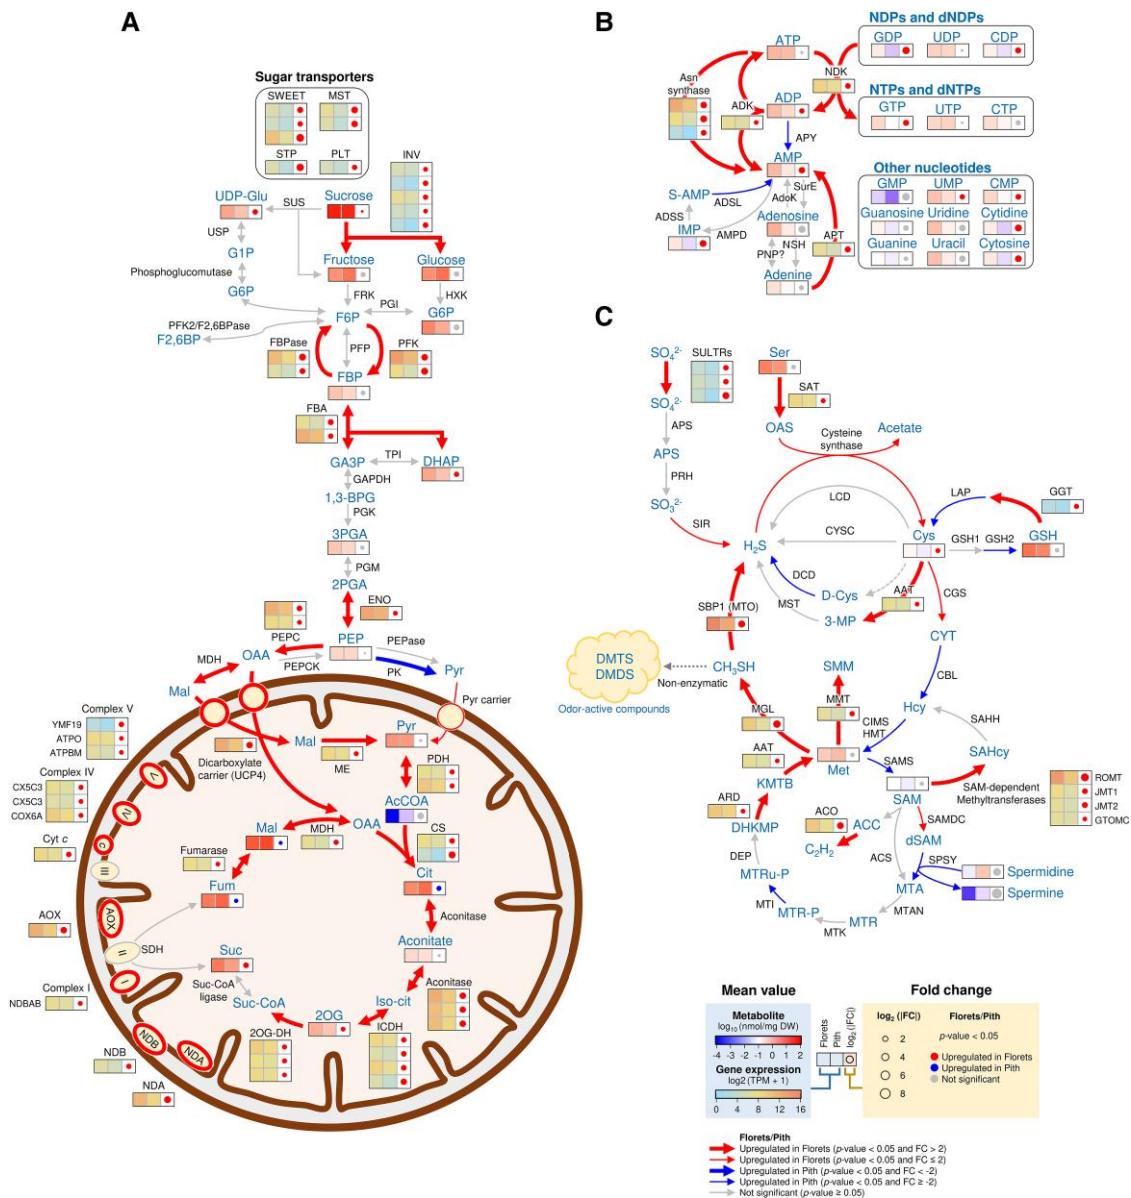 A
Sugar transporters
SWEET
MST
STP
PLT
INV
UDP-Glu
SUS
Sucrose
USP
G1P
Phosphoglucomutase
G6P
Fructose
Glucose
FRK
HXK
PGI
G6P
F6P
PFK2/F2,6BPase
F2,6BP
FBPase
PFP
PFK
FBP
FBA
GA3P
TPI
DHAP
GAPDH
1,3-BPG
PGK
3PGA
PGM
2PGA
ENO
PEPC
PEP
PEPase
MDH
OAA
PEPCK
PK
Pyr
Mal
Pyr carrier
Complex V
YMF19
ATPO
ATPBM
Dicarboxylate
carrier (UCP4)
Mal
ME
Pyr
PDH
Complex IV
CX5C3
CX5C3
COX6A
AcCOA
Cyt c
Mal
MDH
OAA
CS
Fumarase
Fum
Cit
V
IV
c
III
AOX
AOX
II
SDH
Aconitase
Aconitate
I
Suc
Suc-CoA
ligase
Suc-CoA
Complex I
NDBAB
Iso-cit
Aconitase
2OG
2OG-DH
ICDH
NDB
NDB
NDA
NDA
B
NDPs and dNDPs
GDP
UDP
CDP
ATP
Asn
synthase
NDK
NTPs and dNTPs
GTP
UTP
CTP
ADK
ADP
APY
AMP
S-AMP
ADSL
ADSS
IMP
AMPD
AdoK
SurE
Adenosine
PNP?
NSH
APT
Adenine
Other nucleotides
GMP
UMP
CMP
Guanosine
Uridine
Cytidine
Guanine
Uracil
Cytosine
C
SO₄²⁻
SULTRs
Ser
SAT
SO₄²⁻
OAS
Acetate
APS
Cysteine
synthase
APS
PRH
LCD
LAP
GGT
SO₃²⁻
SIR
CYSC
Cys
GSH1
GSH2
GSH
H₂S
DCD
D-Cys
AAT
CGS
MST
3-MP
SBP1 (MTO)
CYT
DMTS
DMDS
Non-enzymatic
CH₃SH
SMM
CBL
Odor-active compounds
MGL
MMT
Hcy
CIMS
HMT
SAHH
AAT
Met
SAMS
SAHcy
KMTB
SAM
SAM-dependent
Methyltransferases
ROMT
JMT1
JMT2
GTOMC
ARD
ACO
ACC
SAMDC
DHKMP
C₂H₂
dSAM
DEP
ACS
SPSY
Spermidine
MTRu-P
MTA
Spermine
MTI
MTR-P
MTAN
MTK
MTR
Mean value
Metabolite
log₁₀ (nmol/mg DW)
-4 -2 -1 1 2
Gene expression
log2 (TPM + 1)
0 4 8 12 16
Florets
Pith
log₂ (|FC|)
Fold change
log₂ (|FC|)
2
4
6
8
Florets/Pith
p-value < 0.05
Upregulated in Florets
Upregulated in Pith
Not significant
Florets/Pith
Upregulated in Florets (p-value < 0.05 and FC > 2)
Upregulated in Florets (p-value < 0.05 and FC ≤ 2)
Upregulated in Pith (p-value < 0.05 and FC < -2)
Upregulated in Pith (p-value < 0.05 and FC ≥ -2)
Not significant (p-value ≥ 0.05)